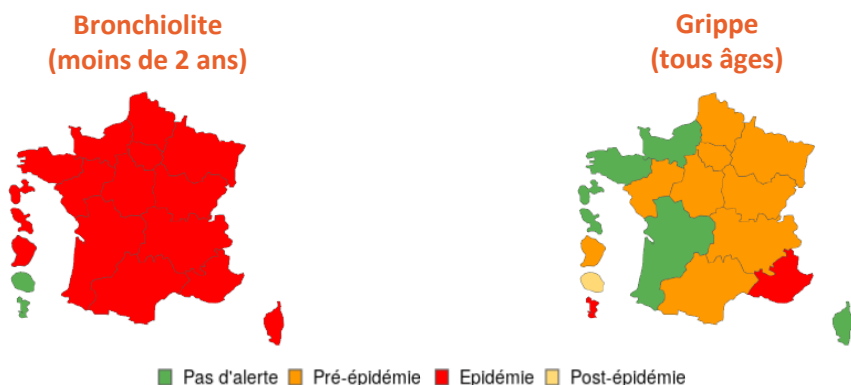 Bronchiolite
(moins de 2 ans)
Grippe
(tous âges)
Pas d'alerte Pré-épidémie Epidémie Post-épidémie